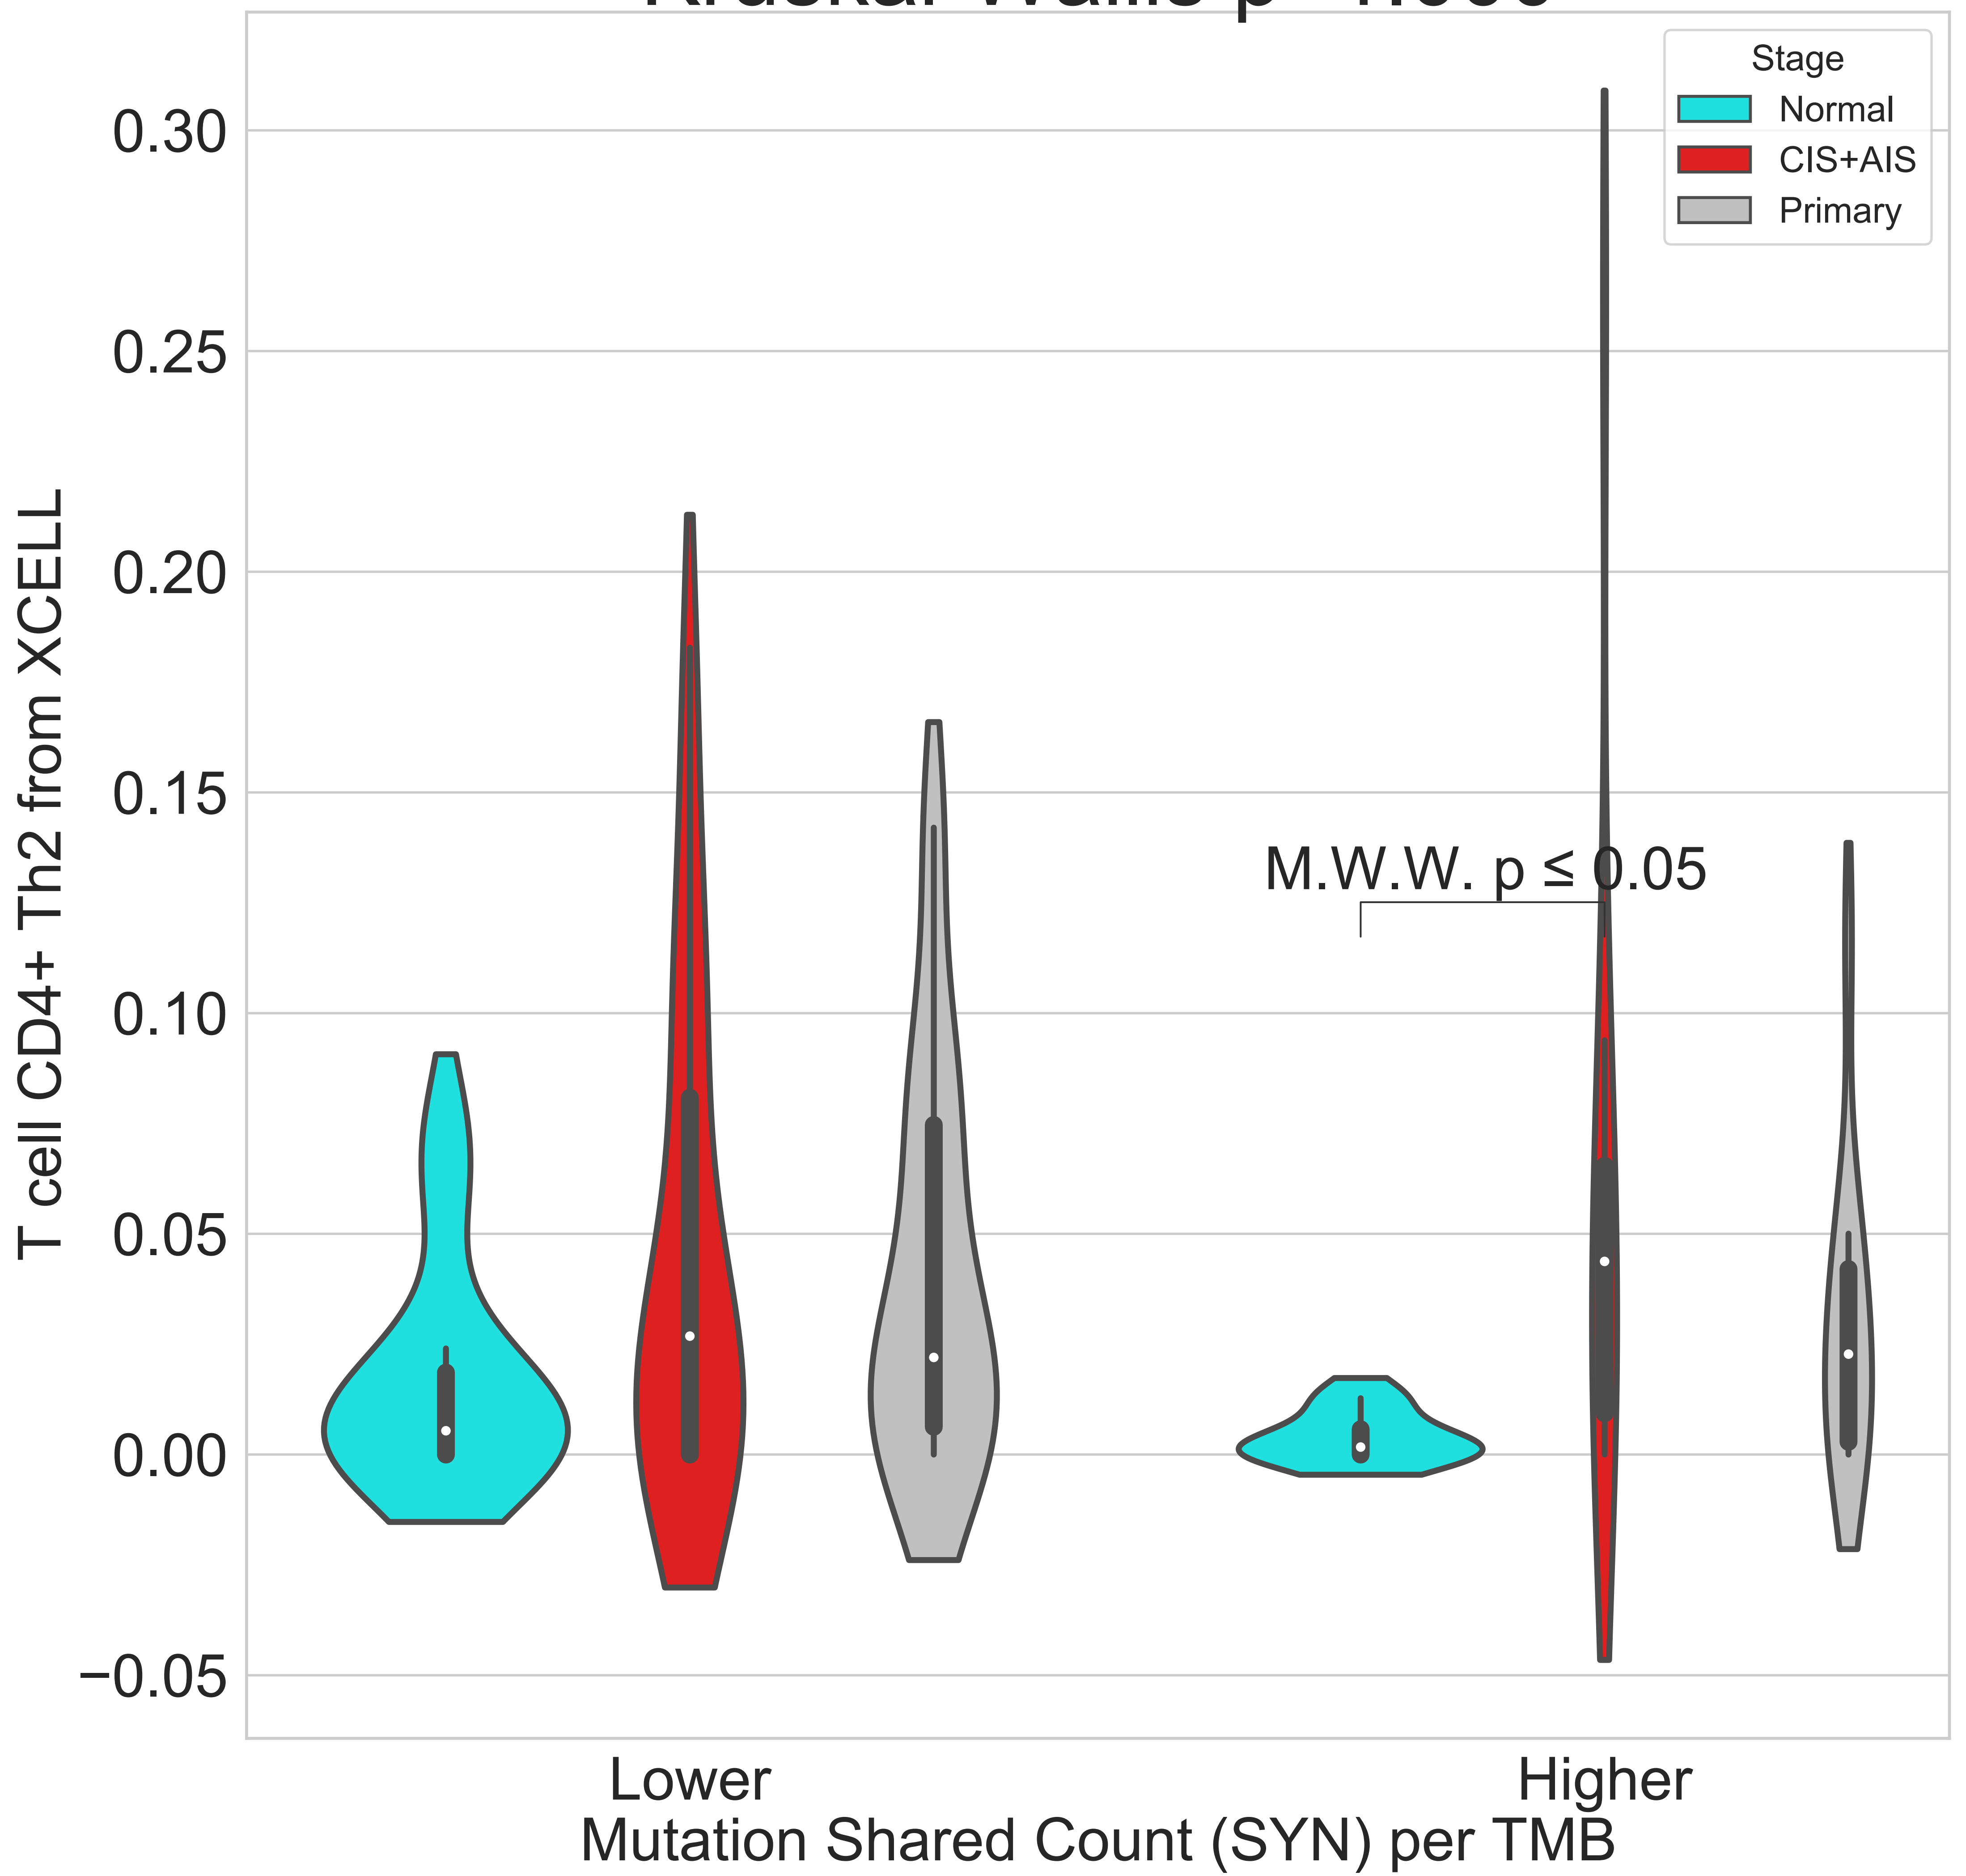 Stage
Normal
CIS+AIS
Primary
0.30
0.25
0.20
0.15
0.10
0.05
0.00
−0.05
T cell CD4+ Th2 from XCELL
M.W.W. p ≤ 0.05
Lower
Higher
Mutation Shared Count (SYN) per TMB